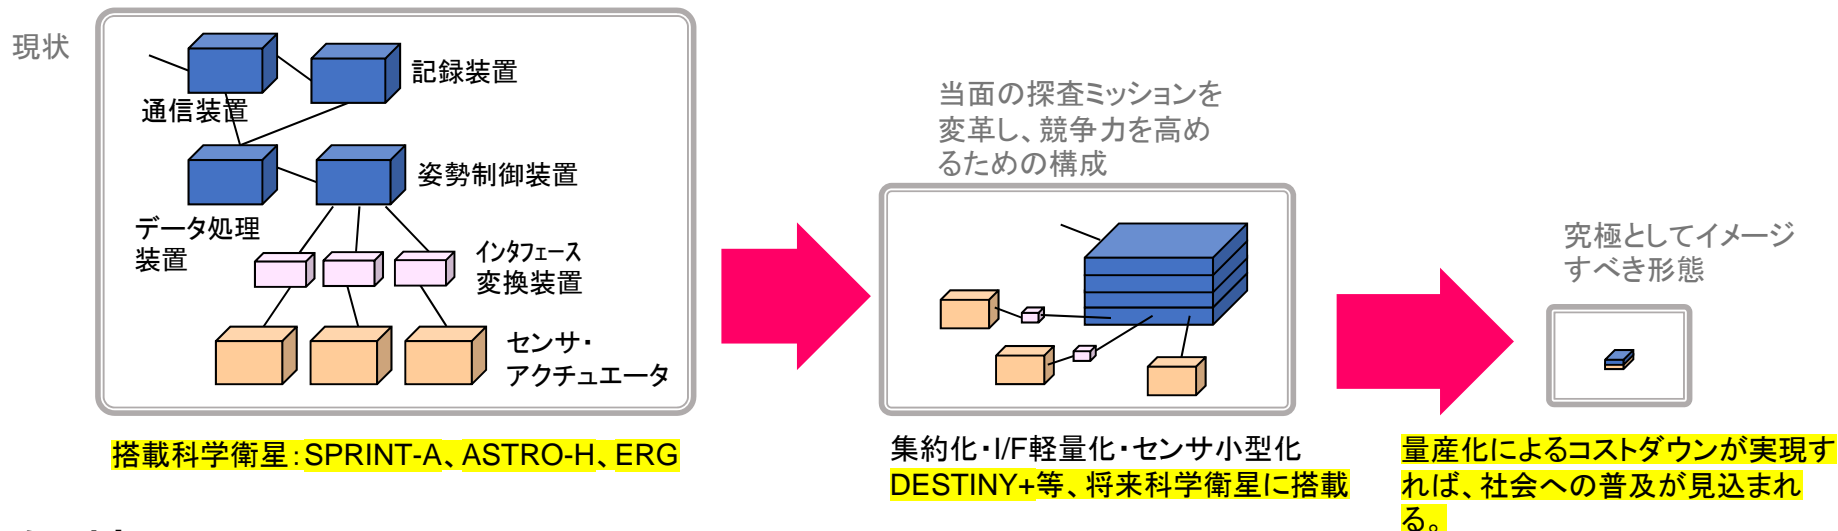 現状
記録装置
通信装置
姿勢制御装置
データ処理
装置
インタフェース
変換装置
センサ・
アクチュエータ
搭載科学衛星：SPRINT-A、ASTRO-H、ERG
当面の探査ミッションを
変革し、競争力を高め
るための構成
集約化・I/F軽量化・センサ小型化
DESTINY+等、将来科学衛星に搭載
究極としてイメージ
すべき形態
量産化によるコストダウンが実現す
れば、社会への普及が見込まれ
る。